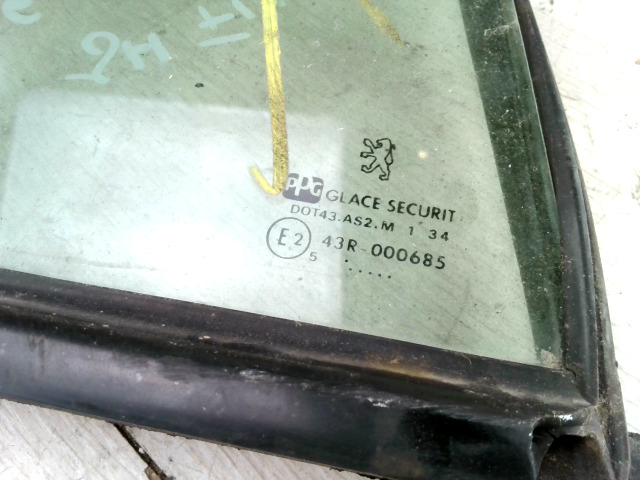 PPG GLACE SECURIT
DOT43.AS2.M 1 34
E2 43R-000685
5 .....